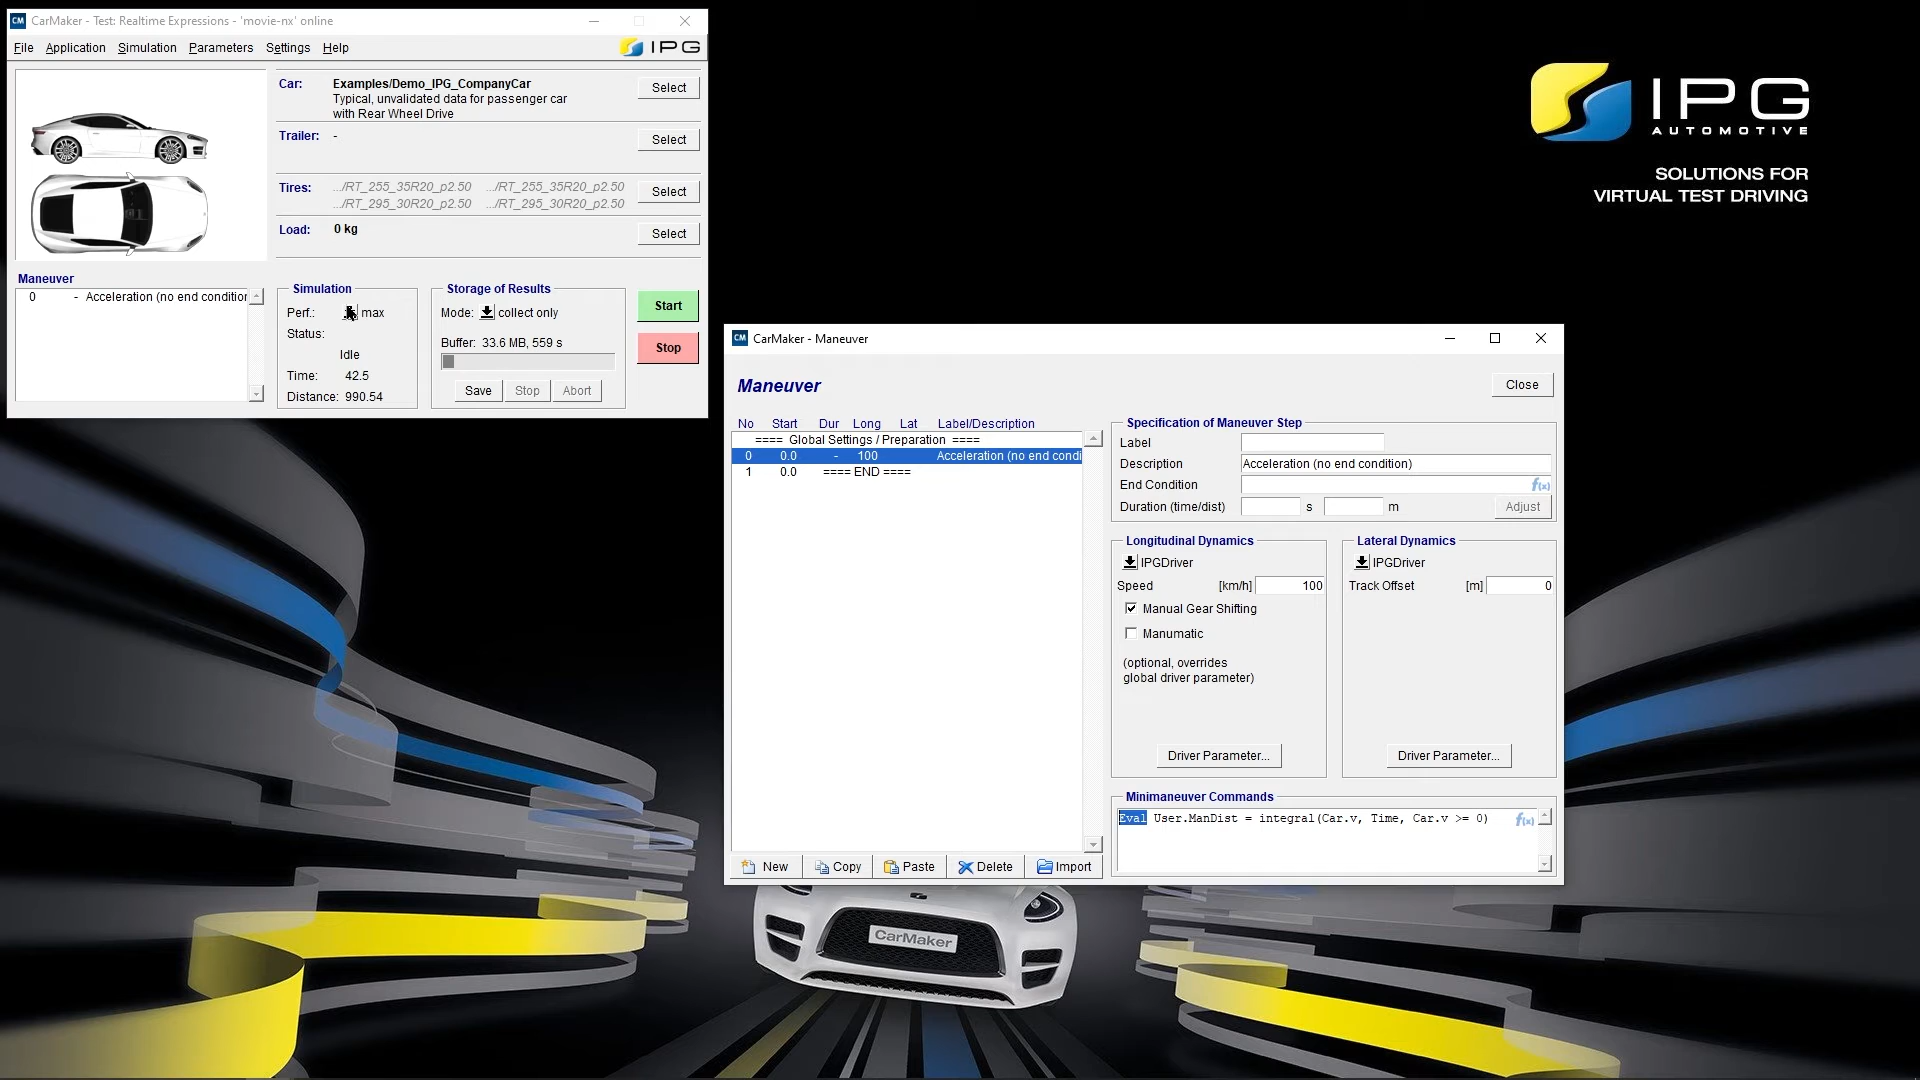 CM CarMaker - Test: Realtime Expressions - 'movie-nx' online
File Application Simulation Parameters Settings Help
IPG
Car: Examples/Demo_IPG_CompanyCar Select
Typical, unvalidated data for passenger car
with Rear Wheel Drive
Trailer: - Select
Tires: .../RT_255_35R20_p2.50 .../RT_255_35R20_p2.50 Select
.../RT_295_30R20_p2.50 .../RT_295_30R20_p2.50
Load: 0 kg Select
Maneuver
0 - Acceleration (no end condition
Simulation
Perf.: max
Status:
Idle
Time: 42.5
Distance: 990.54
Storage of Results
Mode: collect only
Buffer: 33.6 MB, 559 s
Save Stop Abort
Start
Stop
IPG
AUTOMOTIVE
SOLUTIONS FOR
VIRTUAL TEST DRIVING
CM CarMaker - Maneuver
Maneuver
Close
No Start Dur Long Lat Label/Description
==== Global Settings / Preparation ====
0 0.0 - 100 Acceleration (no end condi
1 0.0 ==== END ====
New Copy Paste Delete Import
Specification of Maneuver Step
Label
Description Acceleration (no end condition)
End Condition f(x)
Duration (time/dist) s m Adjust
Longitudinal Dynamics
IPGDriver
Speed [km/h] 100
Manual Gear Shifting
Manumatic
(optional, overrides
global driver parameter)
Driver Parameter...
Lateral Dynamics
IPGDriver
Track Offset [m] 0
Driver Parameter...
Minimaneuver Commands
Eval User.ManDist = integral(Car.v, Time, Car.v >= 0) f(x)
CarMaker